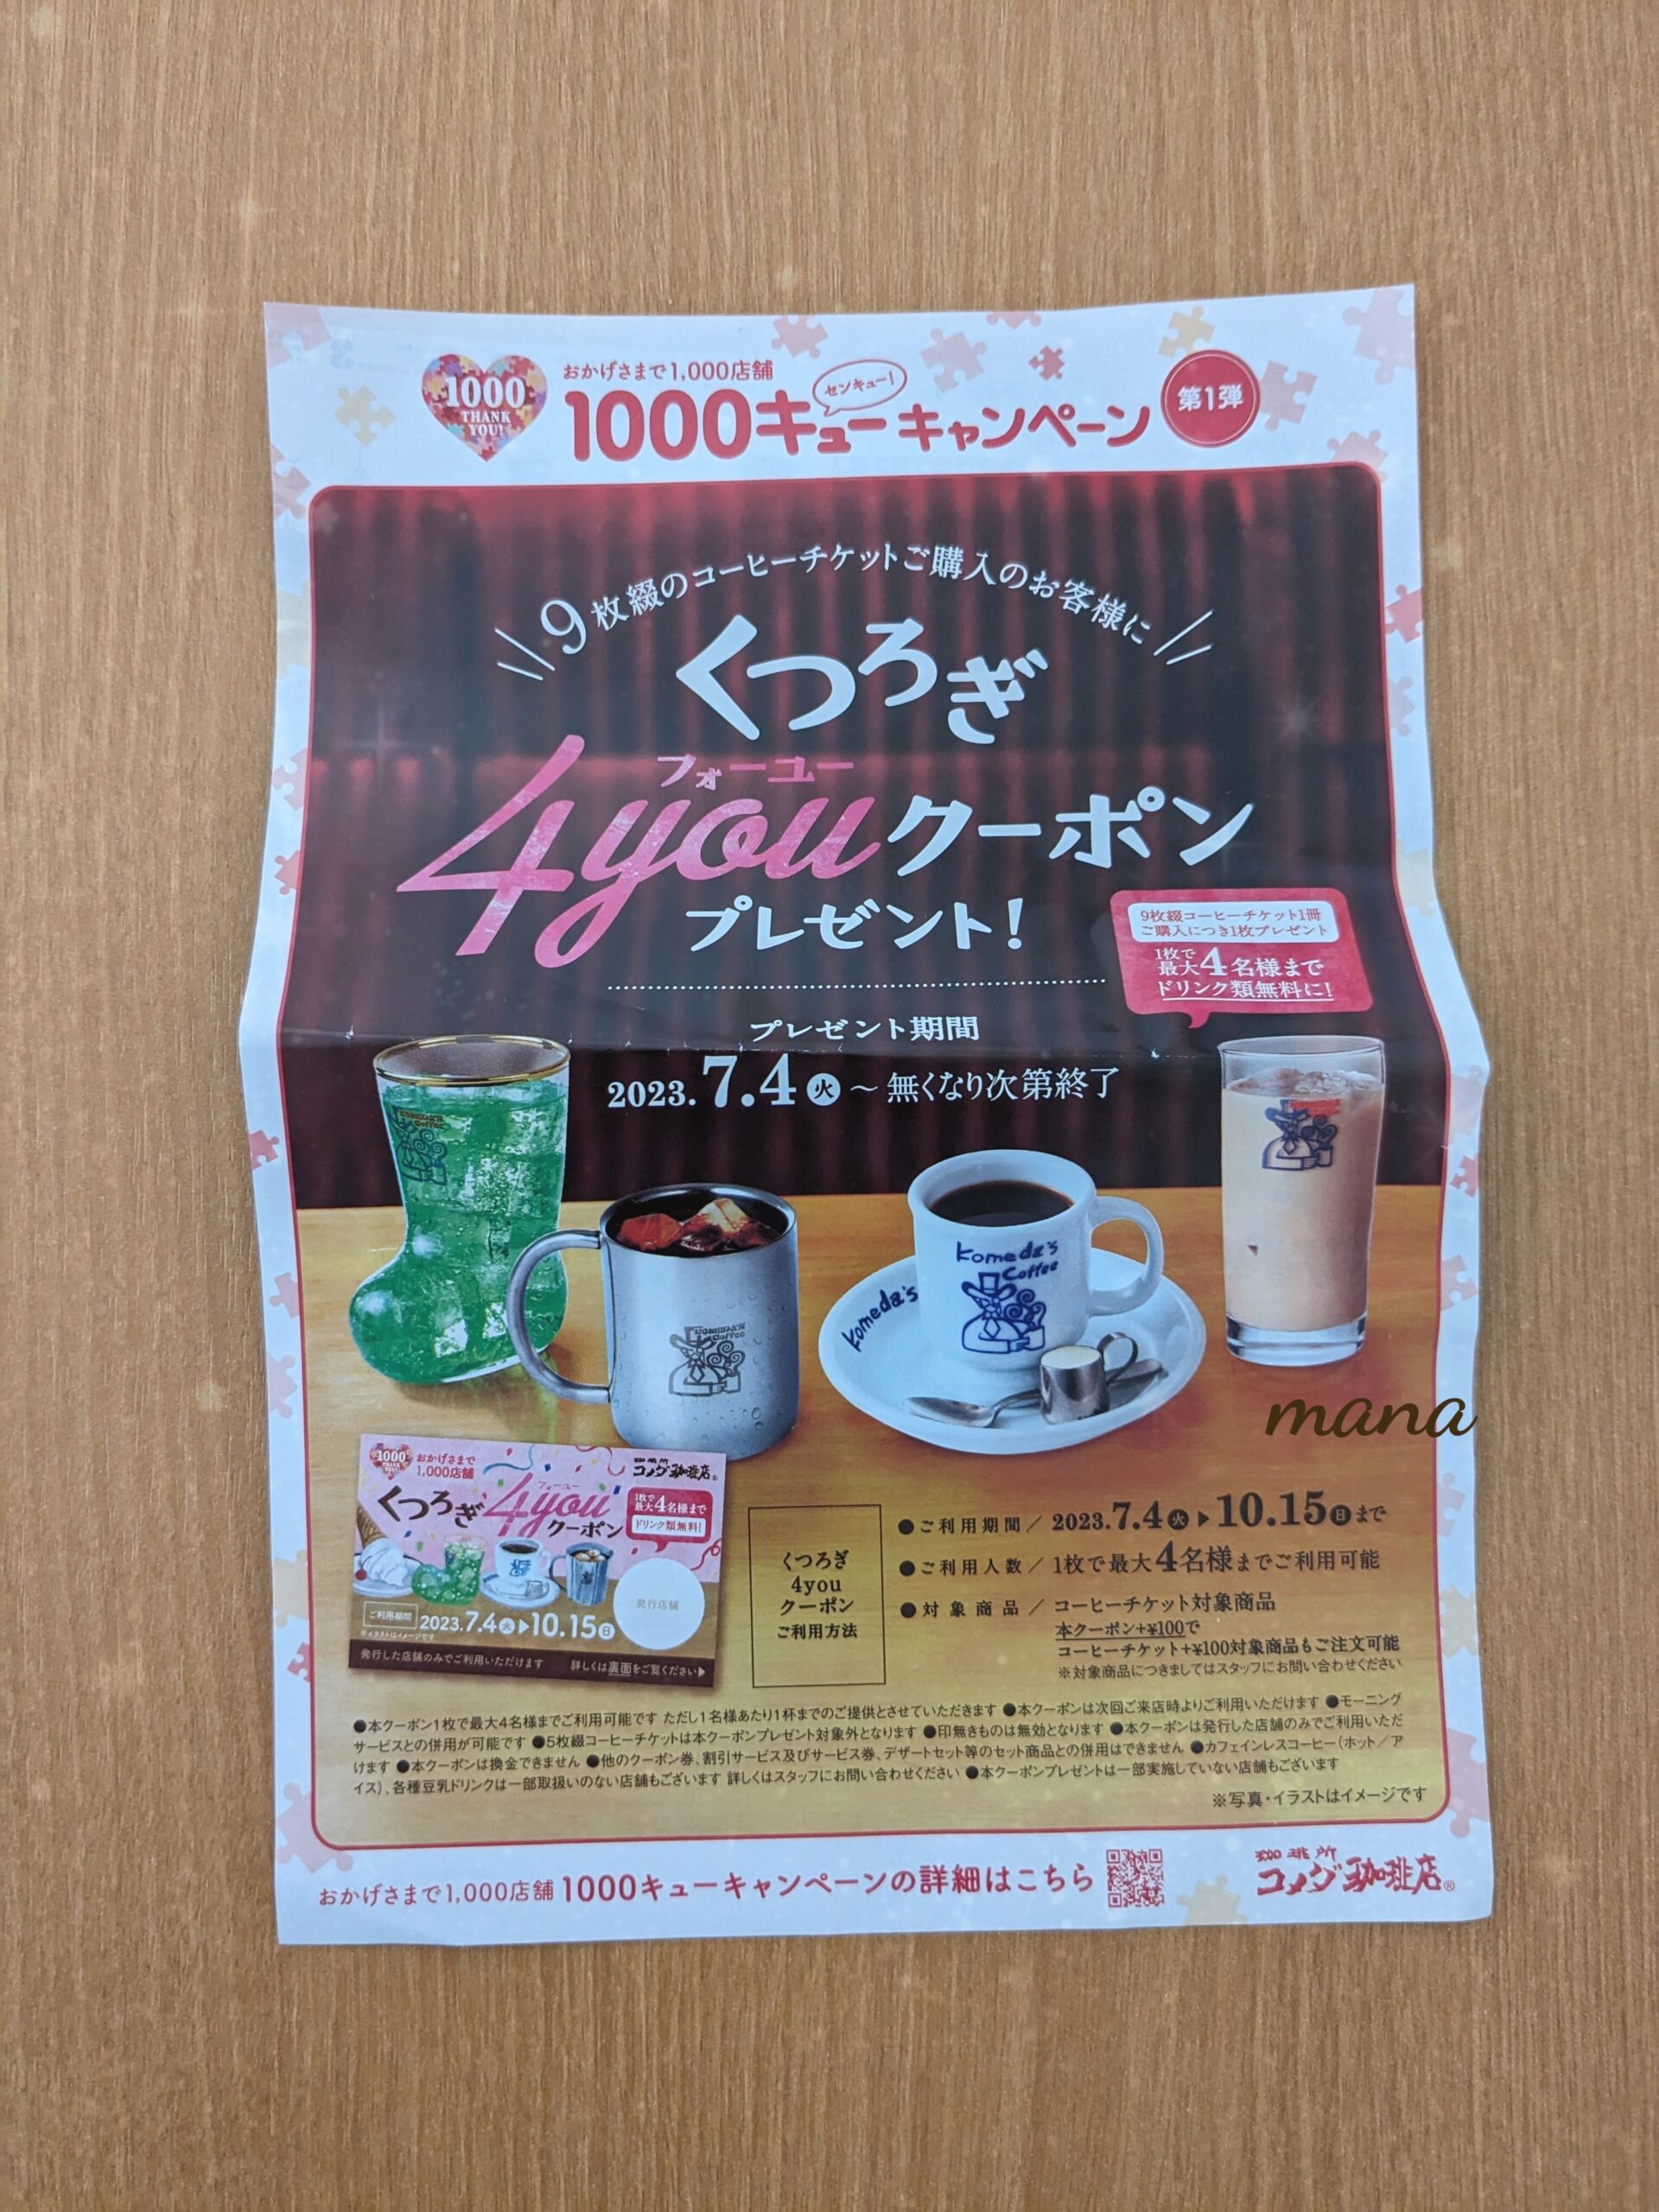 1000
THANK
YOU!
おかげさまで1,000店舗
センキュー!
1000キューキャンペーン
第1弾
9枚綴のコーヒーチケットご購入のお客様に
くつろぎ
フォーユー
4youクーポン
プレゼント!
9枚綴コーヒーチケット1冊
ご購入につき1枚プレゼント
1枚で
最大4名様まで
ドリンク類無料に!
プレゼント期間
2023.7.4火～無くなり次第終了
KOMEDA'S
Coffee
KOMEDA'S
Coffee
Komeda's
Coffee
Komeda's
mana
1000
THANK
YOU!
おかげさまで
1,000店舗
珈琲所
コメダ珈琲店®
フォーユー
くつろぎ4you
クーポン
1枚で
最大4名様まで
ドリンク類無料!
発行店舗
ご利用期間 2023.7.4火▶10.15日
※イラストはイメージです
発行した店舗のみでご利用いただけます 詳しくは裏面をご覧ください▶
くつろぎ
4you
クーポン
ご利用方法
●ご利用期間／2023.7.4火▶10.15日まで
●ご利用人数／1枚で最大4名様までご利用可能
●対象商品／コーヒーチケット対象商品
本クーポン+¥100で
コーヒーチケット+¥100対象商品もご注文可能
※対象商品につきましてはスタッフにお問い合わせください
●本クーポン1枚で最大4名様までご利用可能です ただし1名様あたり1杯までのご提供とさせていただきます ●本クーポンは次回ご来店時よりご利用いただけます ●モーニング
サービスとの併用が可能です ●5枚綴コーヒーチケットは本クーポンプレゼント対象外となります ●印無きものは無効となります ●本クーポンは発行した店舗のみでご利用いただ
けます ●本クーポンは換金できません ●他のクーポン券、割引サービス及びサービス券、デザートセット等のセット商品との併用はできません ●カフェインレスコーヒー(ホット／ア
イス)、各種豆乳ドリンクは一部取扱いのない店舗もございます 詳しくはスタッフにお問い合わせください ●本クーポンプレゼントは一部実施していない店舗もございます
※写真・イラストはイメージです
おかげさまで1,000店舗 1000キューキャンペーンの詳細はこちら
珈琲所
コメダ珈琲店®